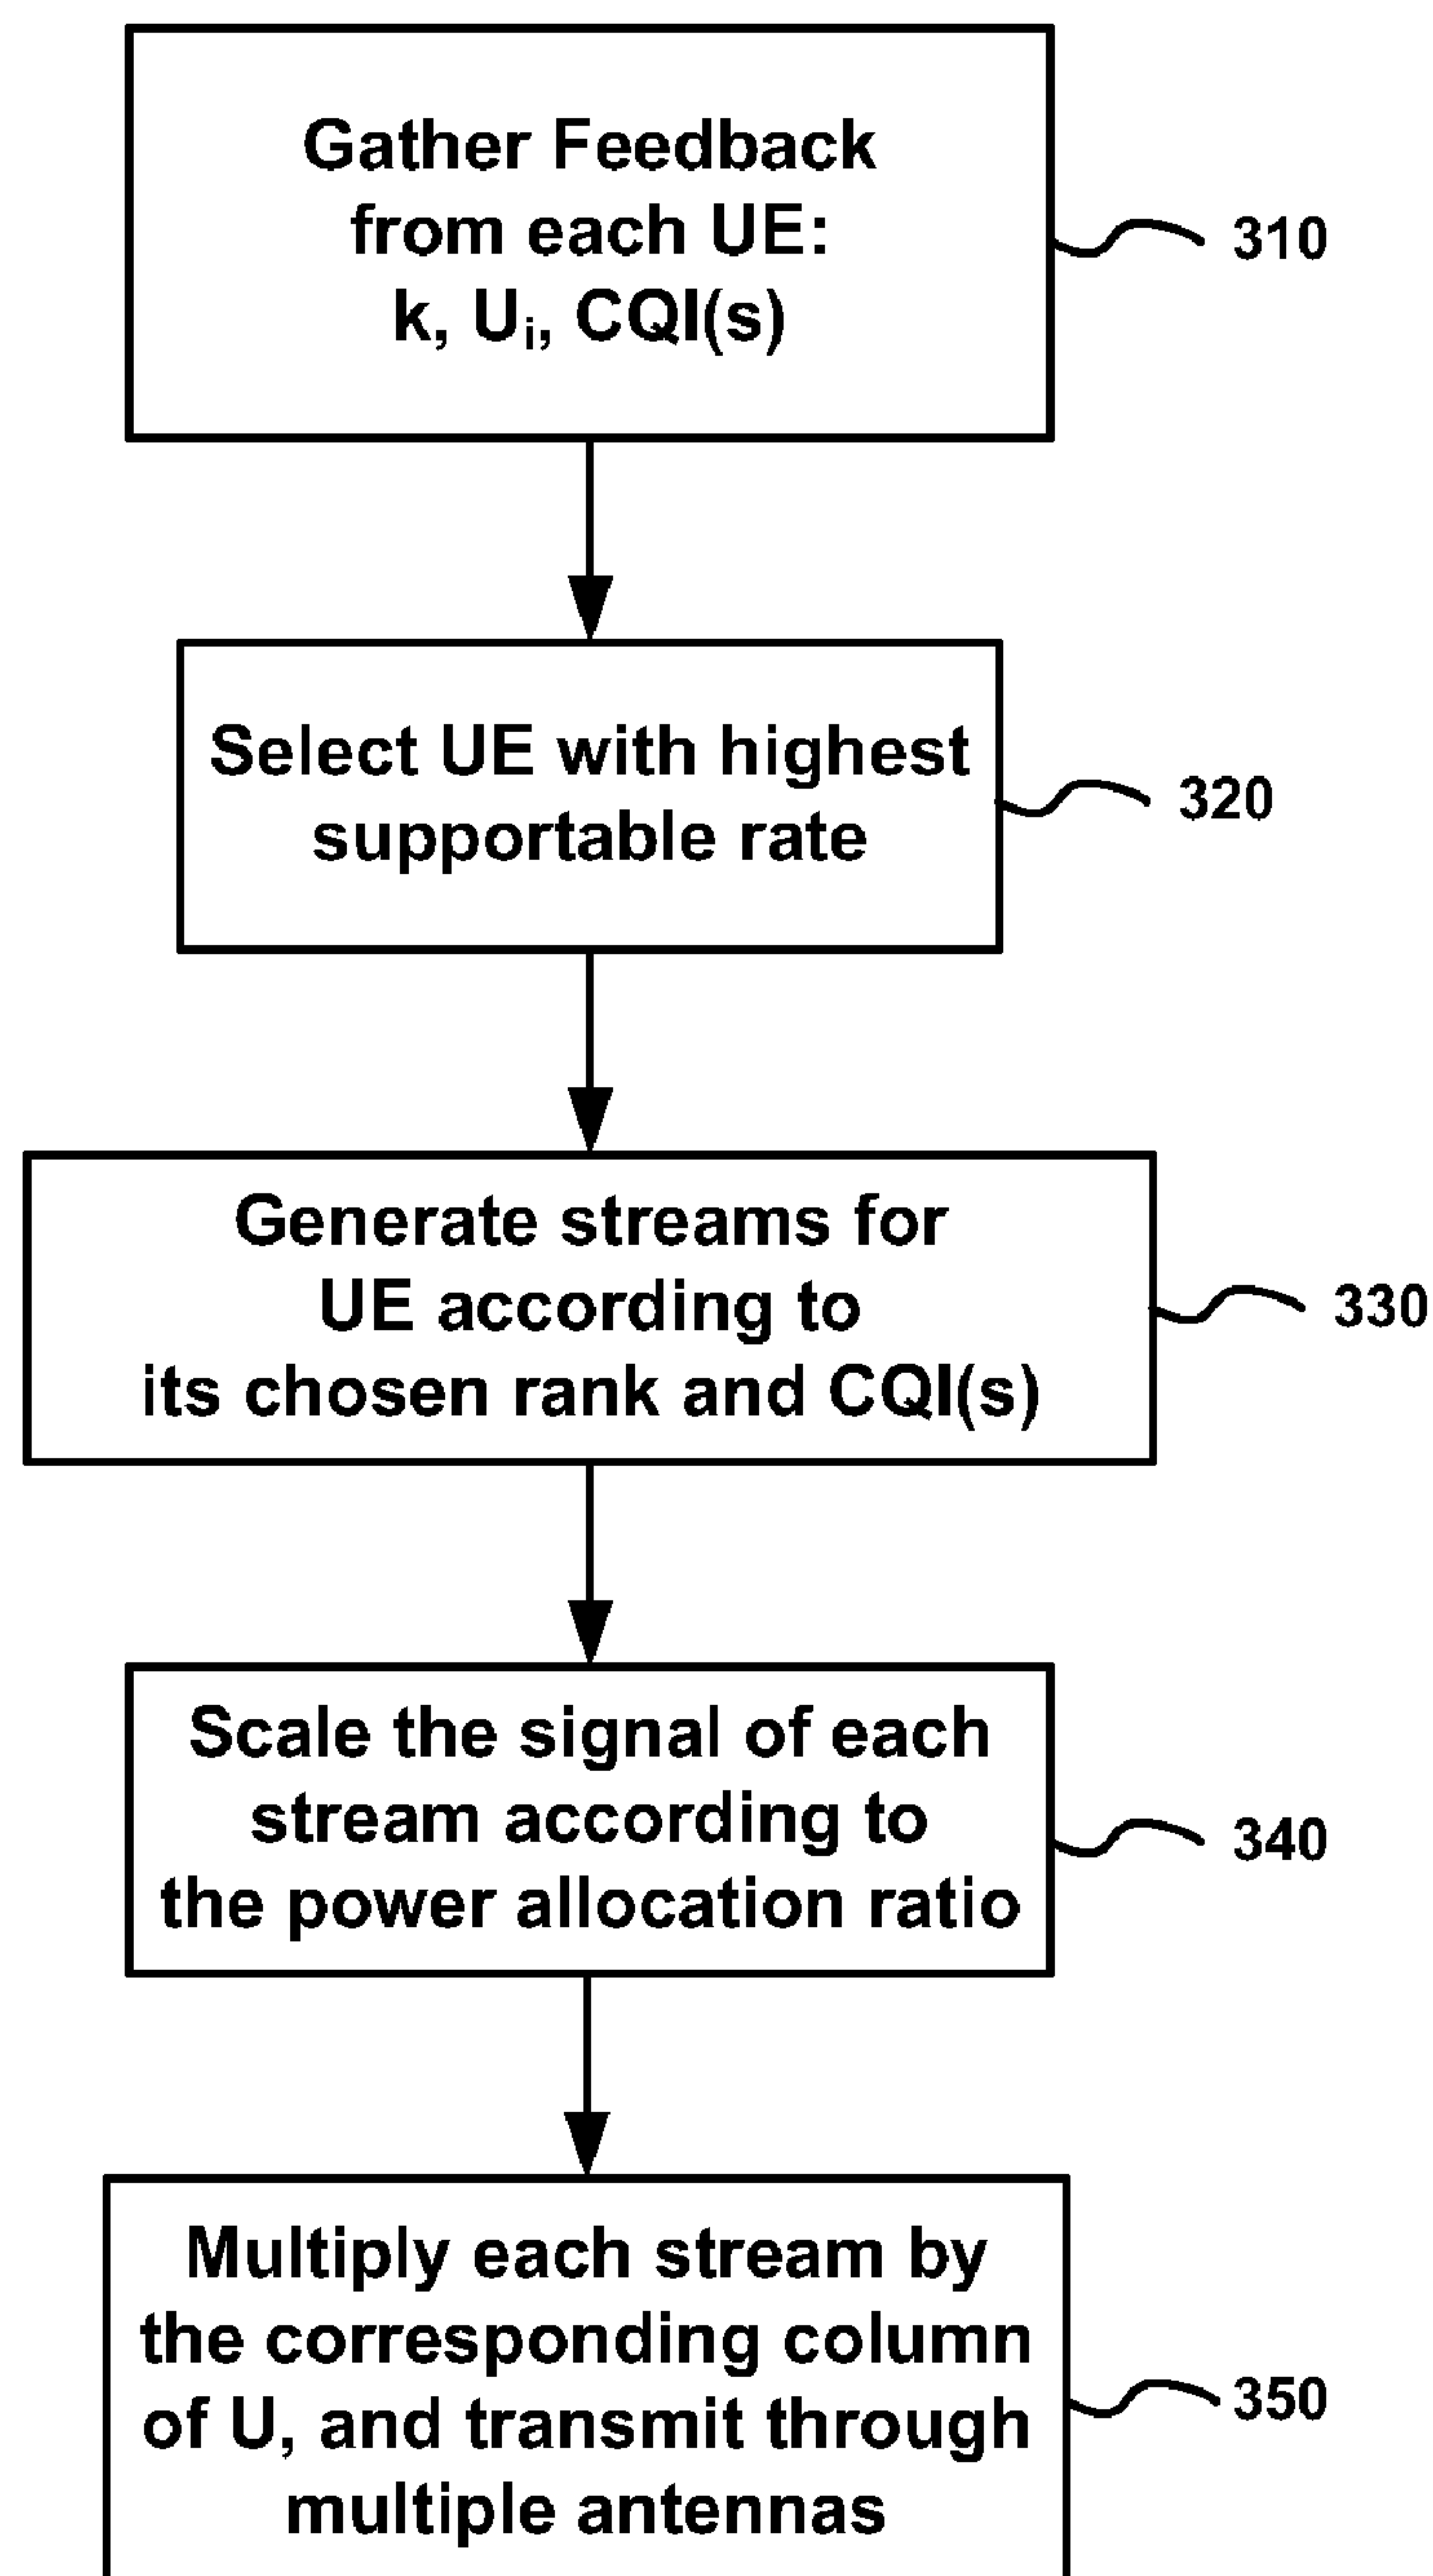 Gather Feedback
from each UE:
k, Uᵢ, CQI(s)
310
Select UE with highest
supportable rate
320
Generate streams for
UE according to
its chosen rank and CQI(s)
330
Scale the signal of each
stream according to
the power allocation ratio
340
Multiply each stream by
the corresponding column
of U, and transmit through
multiple antennas
350